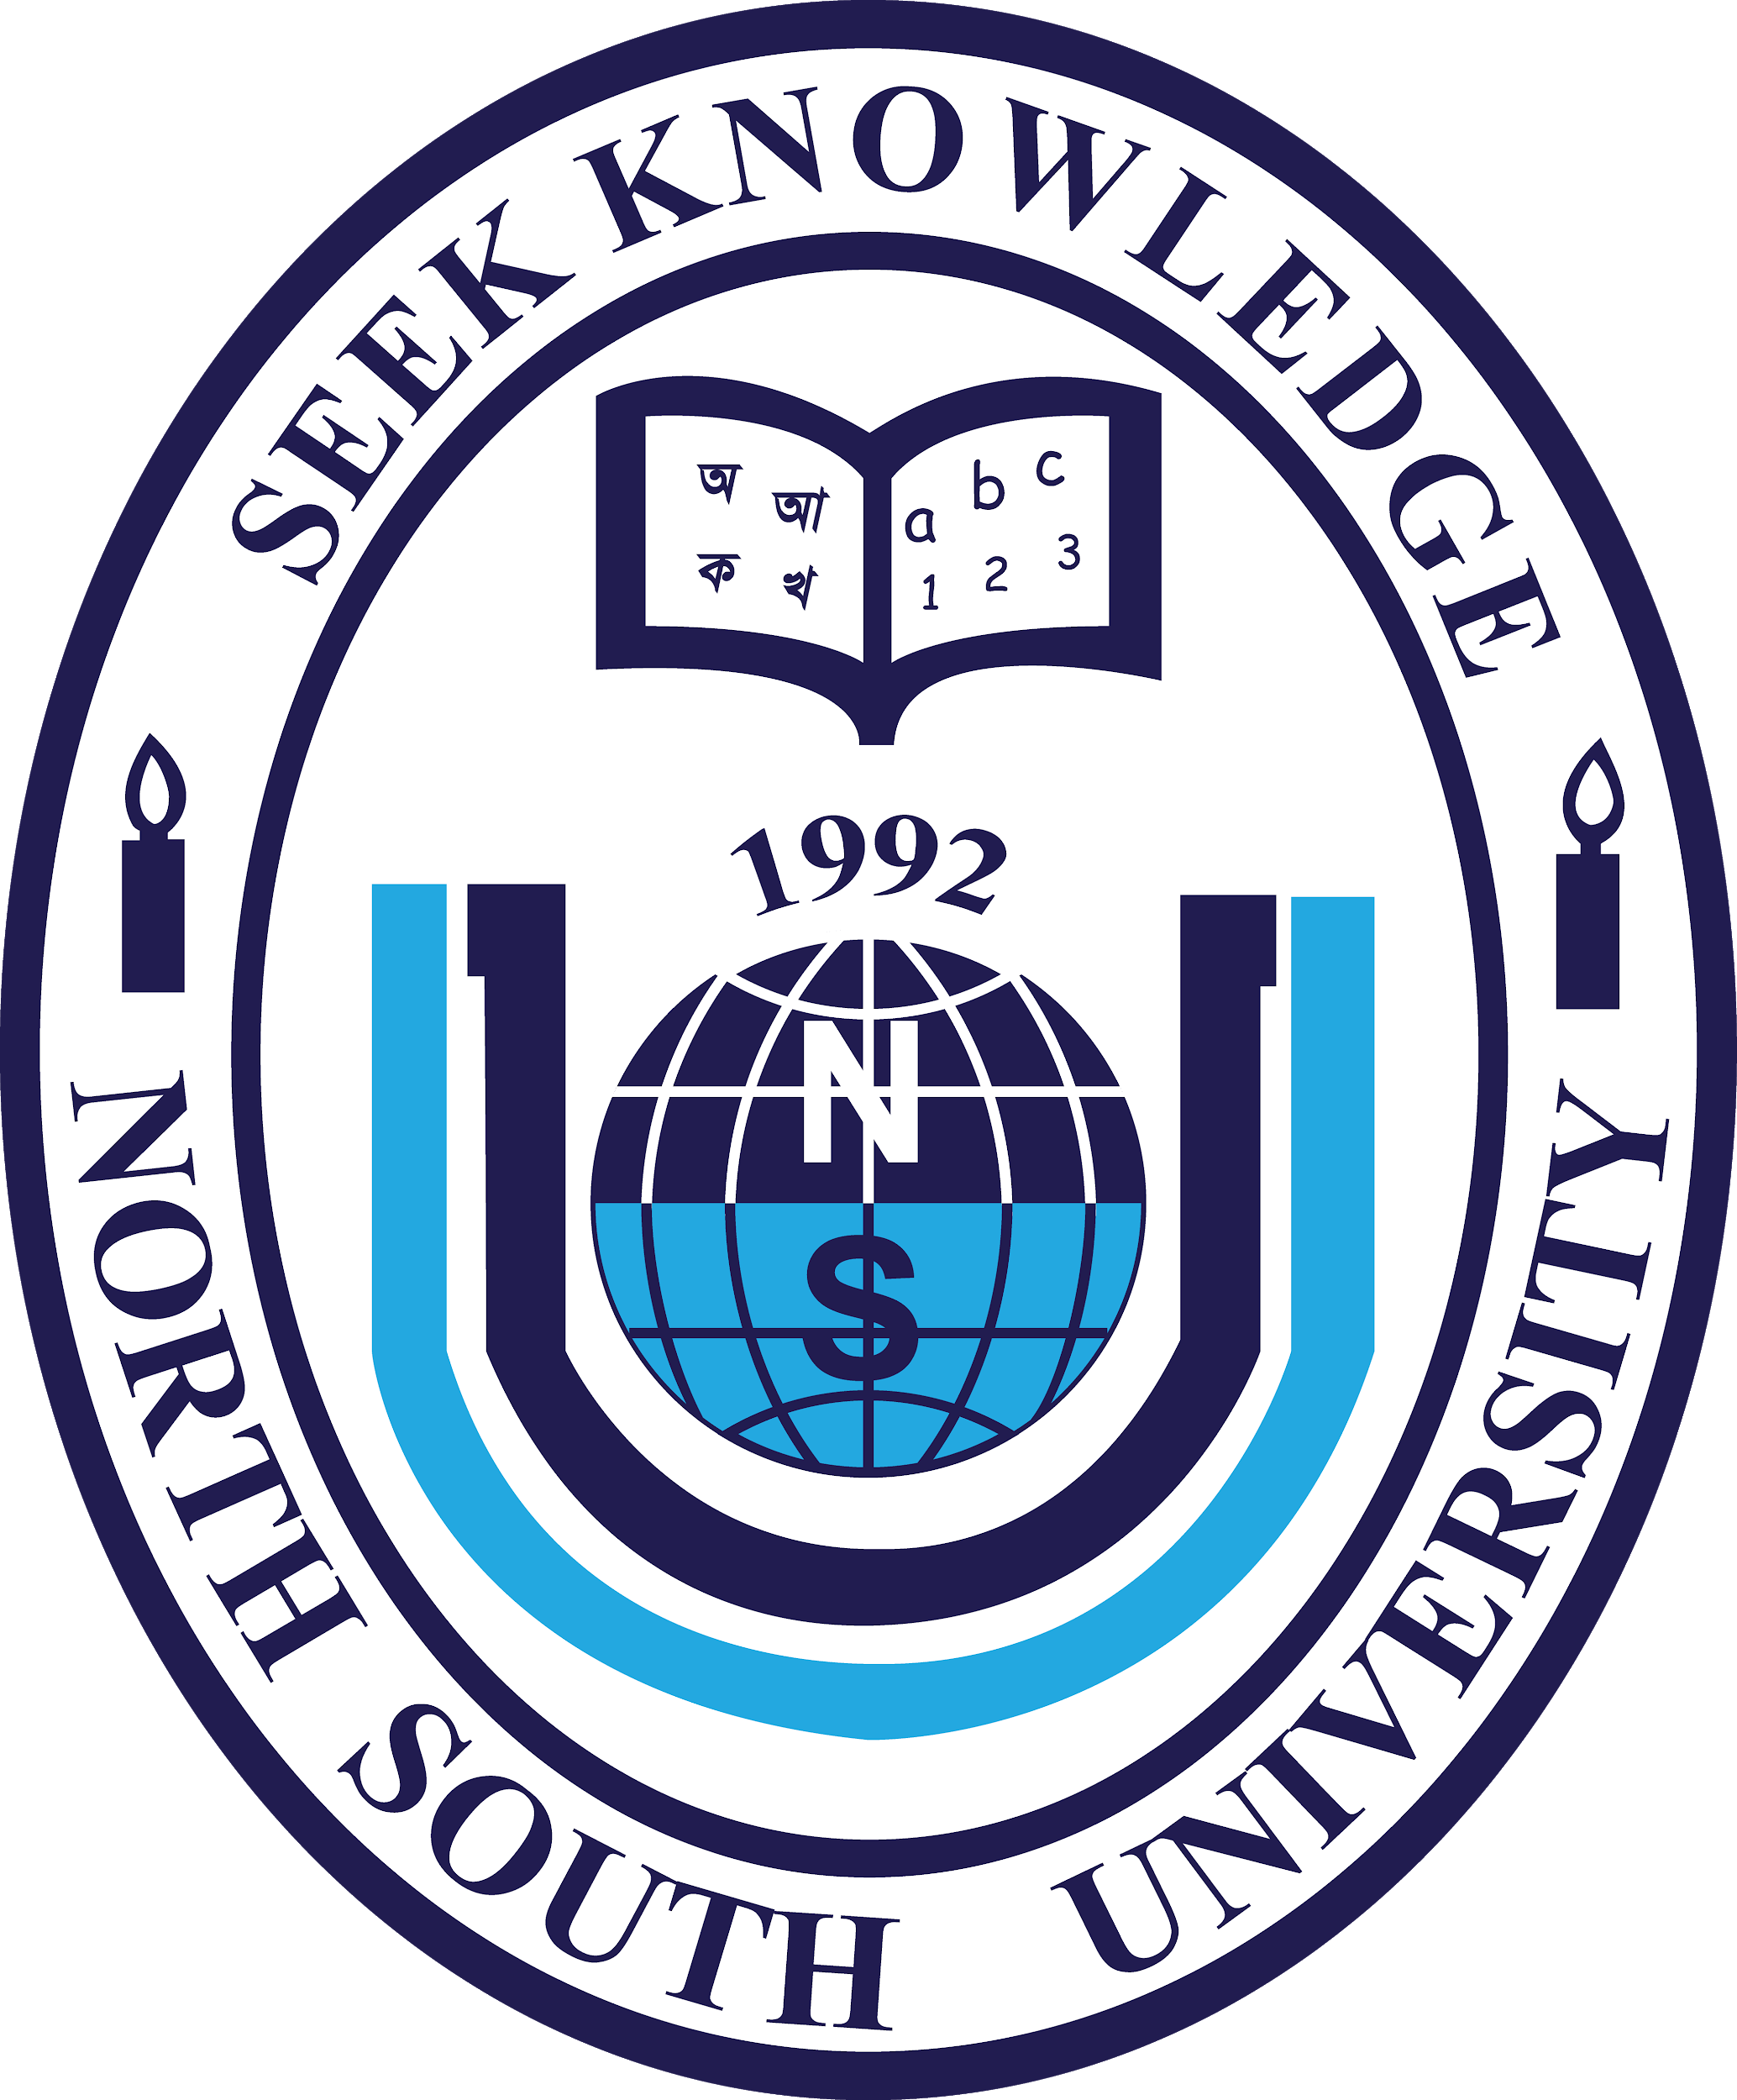 SEEK KNOWLEDGE
অ আ
ক খ
a b c
1 2 3
1992
N
S
NORTH SOUTH UNIVERSITY